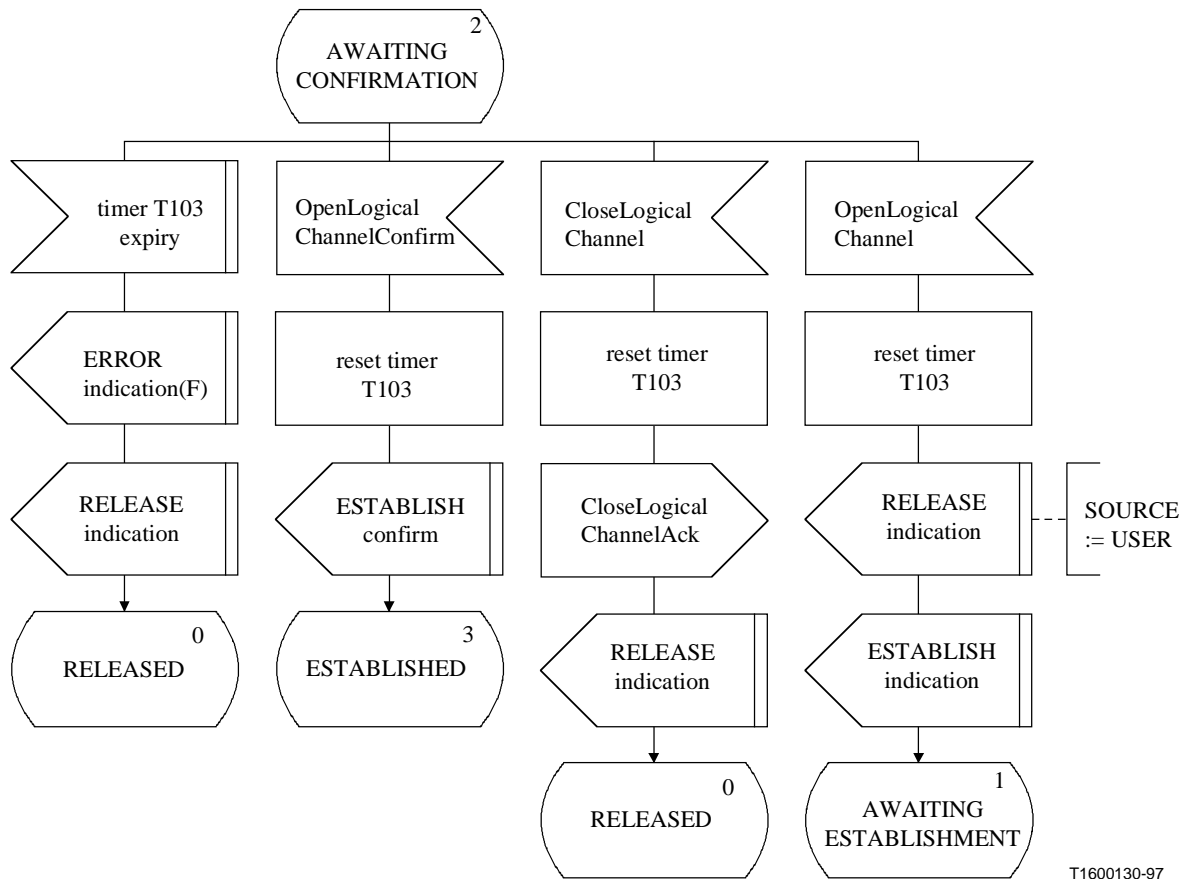 2
AWAITING
CONFIRMATION
timer T103
expiry
OpenLogical
ChannelConfirm
CloseLogical
Channel
OpenLogical
Channel
ERROR
indication(F)
reset timer
T103
reset timer
T103
reset timer
T103
RELEASE
indication
ESTABLISH
confirm
CloseLogical
ChannelAck
RELEASE
indication
SOURCE
:= USER
0
RELEASED
3
ESTABLISHED
RELEASE
indication
ESTABLISH
indication
0
RELEASED
1
AWAITING
ESTABLISHMENT
T1600130-97